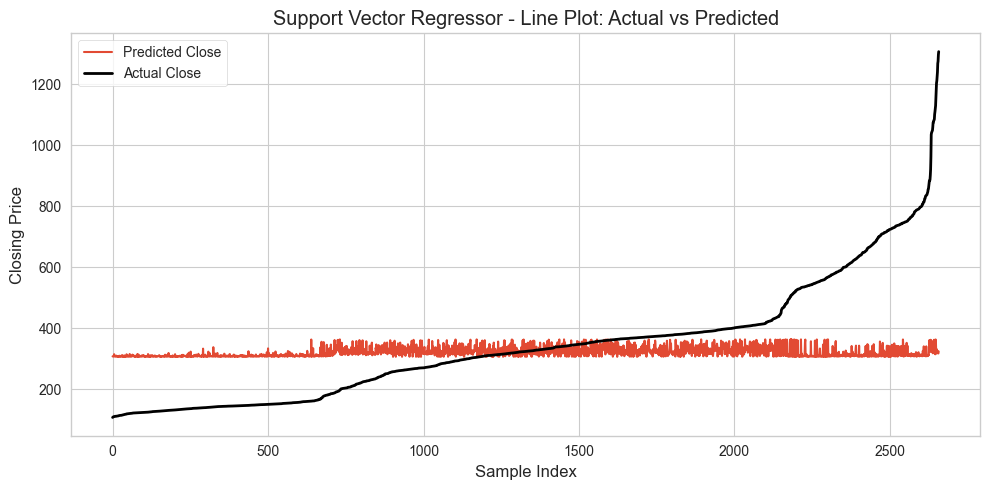 Support Vector Regressor - Line Plot: Actual vs Predicted
Predicted Close
Actual Close
Closing Price
1200
1000
800
600
400
200
0 500 1000 1500 2000 2500
Sample Index